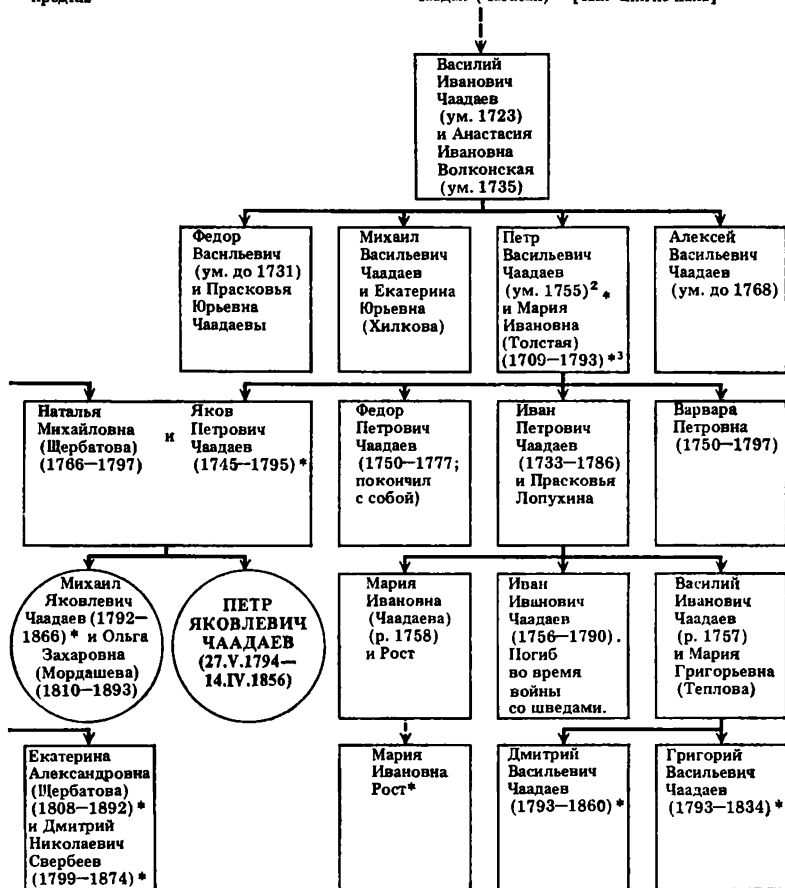 Василий
Иванович
Чаадаев
(ум. 1723)
и Анастасия
Ивановна
Волконская
(ум. 1735)
Федор
Васильевич
(ум. до 1731)
и Прасковья
Юрьевна
Чаадаевы
Михаил
Васильевич
Чаадаев
и Екатерина
Юрьевна
(Хилкова)
Петр
Васильевич
Чаадаев
(ум. 1755)² *
и Мария
Ивановна
(Толстая)
(1709—1793) *³
Алексей
Васильевич
Чаадаев
(ум. до 1768)
Наталья
Михайловна
(Щербатова)
(1766—1797)
и
Яков
Петрович
Чаадаев
(1745—1795) *
Федор
Петрович
Чаадаев
(1750—1777;
покончил
с собой)
Иван
Петрович
Чаадаев
(1733—1786)
и Прасковья
Лопухина
Варвара
Петровна
(1750—1797)
Михаил
Яковлевич
Чаадаев (1792—
1866) * и Ольга
Захаровна
(Мордашева)
(1810—1893)
ПЕТР
ЯКОВЛЕВИЧ
ЧААДАЕВ
(27.V.1794—
14.IV.1856)
Мария
Ивановна
(Чаадаева)
(р. 1758)
и Рост
Иван
Иванович
Чаадаев
(1756—1790).
Погиб
во время
войны
со шведами.
Василий
Иванович
Чаадаев
(р. 1757)
и Мария
Григорьевна
(Теплова)
Екатерина
Александровна
(Щербатова)
(1808—1892) *
и Дмитрий
Николаевич
Свербеев
(1799—1874) *
Мария
Ивановна
Рост*
Дмитрий
Васильевич
Чаадаев
(1793—1860) *
Григорий
Васильевич
Чаадаев
(1793—1834) *